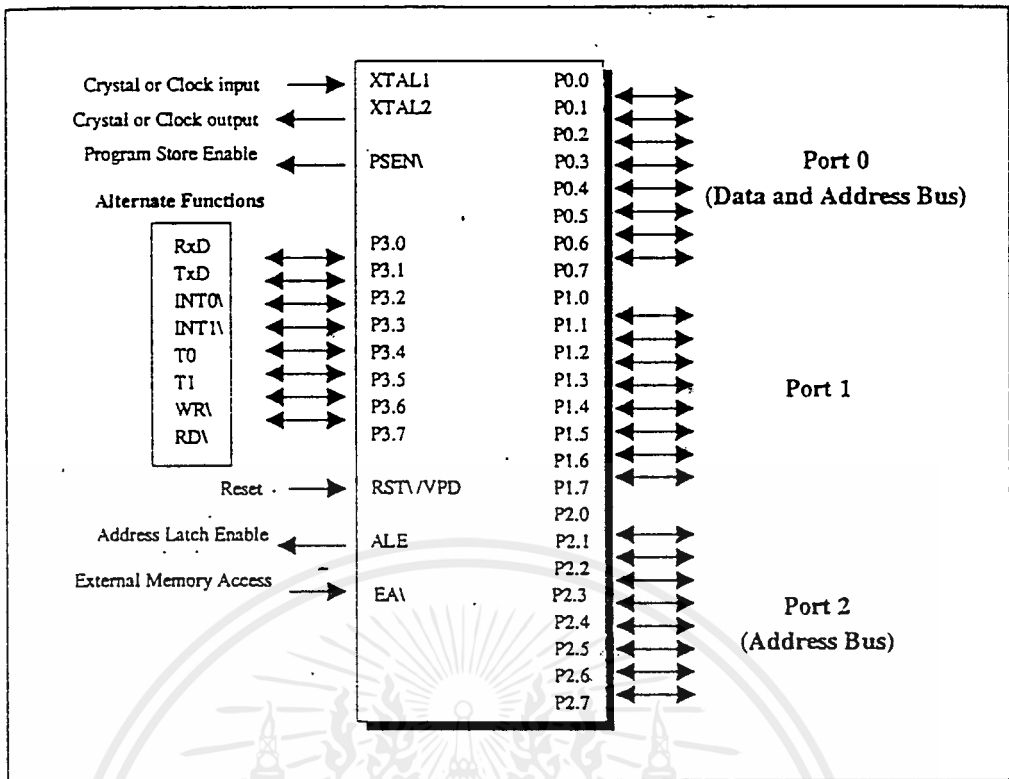 Crystal or Clock input
Crystal or Clock output
Program Store Enable
Alternate Functions
RxD
TxD
INT0\
INT1\
T0
T1
WR\
RD\
Reset
Address Latch Enable
External Memory Access
XTAL1
XTAL2
PSEN\
P3.0
P3.1
P3.2
P3.3
P3.4
P3.5
P3.6
P3.7
RST\/VPD
ALE
EA\
P0.0
P0.1
P0.2
P0.3
P0.4
P0.5
P0.6
P0.7
P1.0
P1.1
P1.2
P1.3
P1.4
P1.5
P1.6
P1.7
P2.0
P2.1
P2.2
P2.3
P2.4
P2.5
P2.6
P2.7
Port 0
(Data and Address Bus)
Port 1
Port 2
(Address Bus)